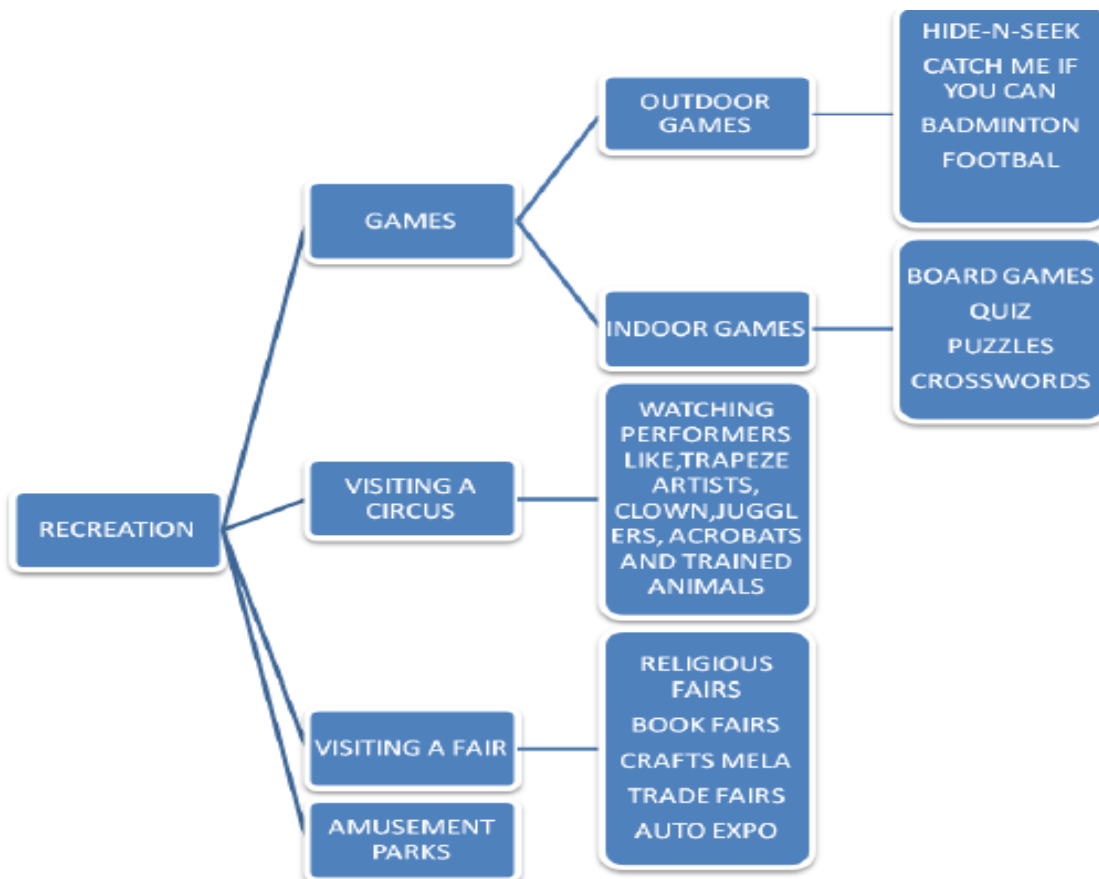 RECREATION
GAMES
OUTDOOR
GAMES
HIDE-N-SEEK
CATCH ME IF
YOU CAN
BADMINTON
FOOTBAL
INDOOR GAMES
BOARD GAMES
QUIZ
PUZZLES
CROSSWORDS
VISITING A
CIRCUS
WATCHING
PERFORMERS
LIKE,TRAPEZE
ARTISTS,
CLOWN,JUGGL
ERS, ACROBATS
AND TRAINED
ANIMALS
VISITING A FAIR
RELIGIOUS
FAIRS
BOOK FAIRS
CRAFTS MELA
TRADE FAIRS
AUTO EXPO
AMUSEMENT
PARKS